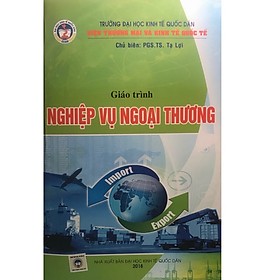 TRƯỜNG ĐẠI HỌC KINH TẾ QUỐC DÂN
VIỆN THƯƠNG MẠI VÀ KINH TẾ QUỐC TẾ
Chủ biên: PGS.TS. Tạ Lợi
Giáo trình
NGHIỆP VỤ NGOẠI THƯƠNG
Import
Export
NHÀ XUẤT BẢN ĐẠI HỌC KINH TẾ QUỐC DÂN